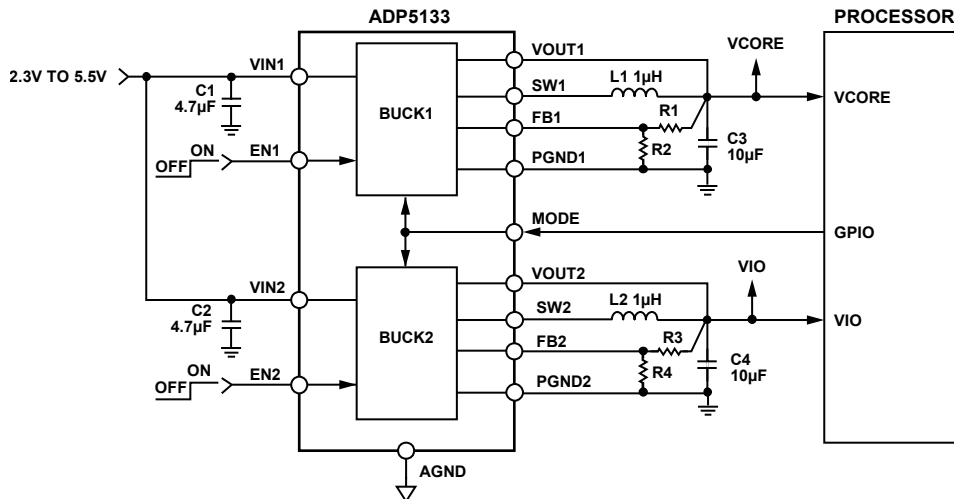 ADP5133
PROCESSOR
VOUT1
VCORE
2.3V TO 5.5V
VIN1
L1 1µH
SW1
C1
4.7µF
BUCK1
VCORE
FB1
R1
R2
C3
10µF
ON
OFF
EN1
PGND1
MODE
GPIO
VOUT2
VIO
VIN2
L2 1µH
SW2
C2
4.7µF
BUCK2
VIO
FB2
R3
R4
C4
10µF
ON
OFF
EN2
PGND2
AGND